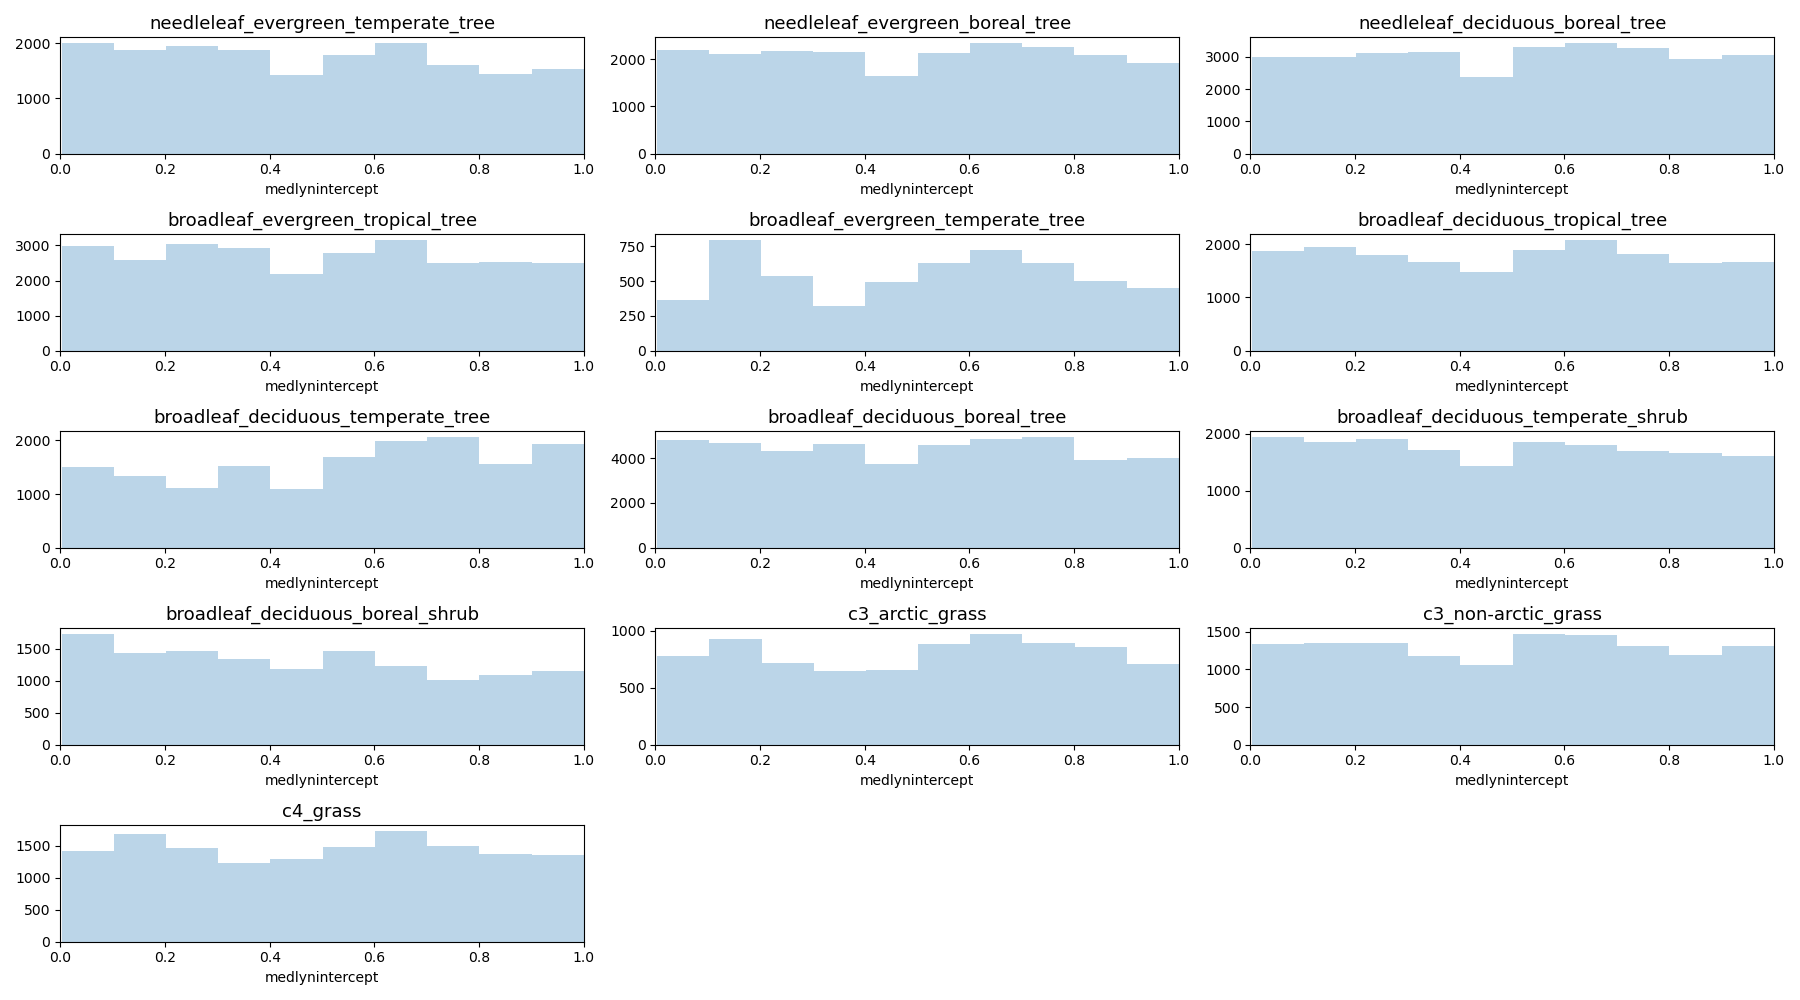 needleleaf_evergreen_temperate_tree
2000
1000
0
0.0 0.2 0.4 0.6 0.8 1.0
medlynintercept
needleleaf_evergreen_boreal_tree
2000
1000
0
0.0 0.2 0.4 0.6 0.8 1.0
medlynintercept
needleleaf_deciduous_boreal_tree
3000
2000
1000
0
0.0 0.2 0.4 0.6 0.8 1.0
medlynintercept
broadleaf_evergreen_tropical_tree
3000
2000
1000
0
0.0 0.2 0.4 0.6 0.8 1.0
medlynintercept
broadleaf_evergreen_temperate_tree
750
500
250
0
0.0 0.2 0.4 0.6 0.8 1.0
medlynintercept
broadleaf_deciduous_tropical_tree
2000
1000
0
0.0 0.2 0.4 0.6 0.8 1.0
medlynintercept
broadleaf_deciduous_temperate_tree
2000
1000
0
0.0 0.2 0.4 0.6 0.8 1.0
medlynintercept
broadleaf_deciduous_boreal_tree
4000
2000
0
0.0 0.2 0.4 0.6 0.8 1.0
medlynintercept
broadleaf_deciduous_temperate_shrub
2000
1000
0
0.0 0.2 0.4 0.6 0.8 1.0
medlynintercept
broadleaf_deciduous_boreal_shrub
1500
1000
500
0
0.0 0.2 0.4 0.6 0.8 1.0
medlynintercept
c3_arctic_grass
1000
500
0
0.0 0.2 0.4 0.6 0.8 1.0
medlynintercept
c3_non-arctic_grass
1500
1000
500
0
0.0 0.2 0.4 0.6 0.8 1.0
medlynintercept
c4_grass
1500
1000
500
0
0.0 0.2 0.4 0.6 0.8 1.0
medlynintercept